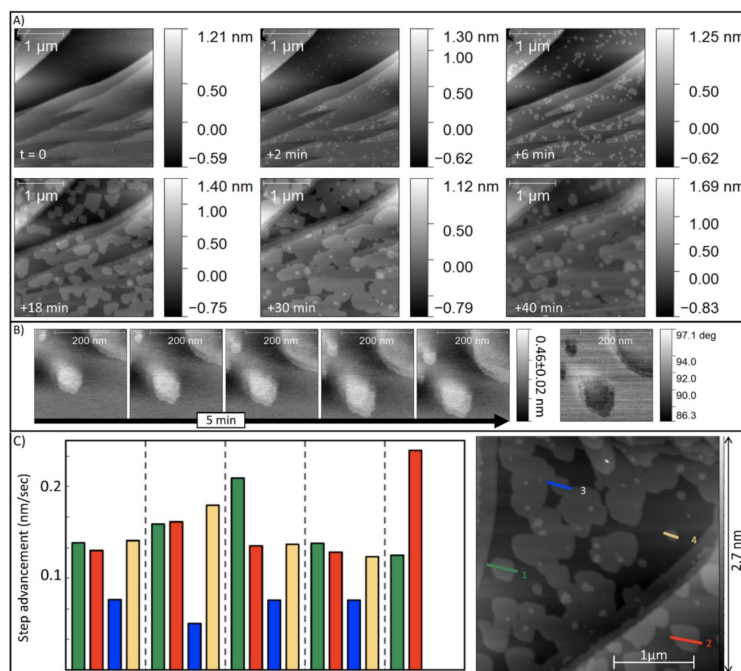 A)
1 μm 1.21 nm 1 μm 1.30 nm 1 μm 1.25 nm
1.00 1.00
0.50 0.50 0.50
0.00 0.00 0.00
t = 0 −0.59 +2 min −0.62 +6 min −0.62
1 μm 1.40 nm 1 μm 1.12 nm 1 μm 1.69 nm
1.00 1.00
0.50 0.50 0.50
0.00 0.00 0.00
+18 min −0.75 +30 min −0.79 +40 min −0.83
B)
200 nm 200 nm 200 nm 200 nm 200 nm 0.46±0.02 nm 200 nm 97.1 deg
94.0
92.0
90.0
86.3
5 min
C)
Step advancement (nm/sec)
0.2
0.1
3
4
1
2
1μm
2.7 nm